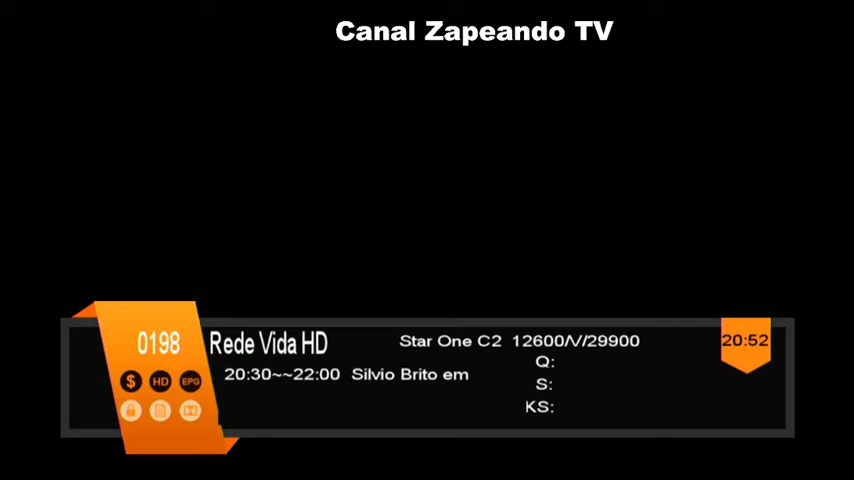 Canal Zapeando TV
0198
Rede Vida HD
Star One C2 12600/V/29900
20:52
20:30~~22:00 Silvio Brito em
Q:
S:
KS:
$ HD EPG